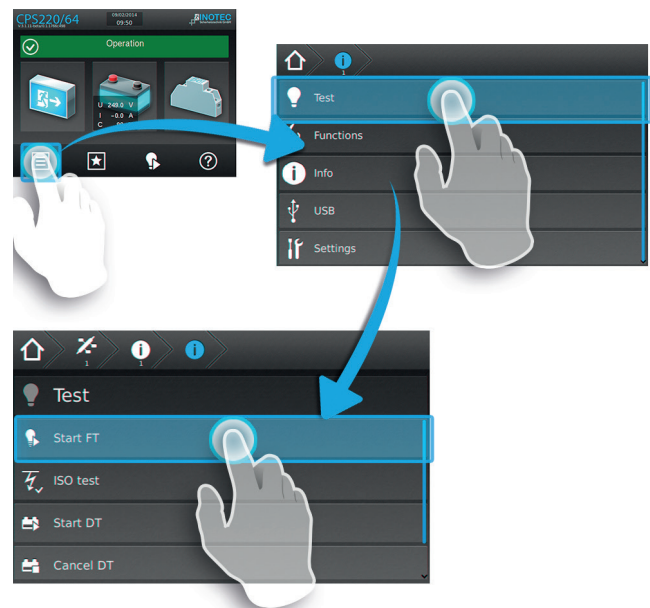 CPS220/64
09/02/2014
09:50
INOTEC
Operation
U 249.0 V
I -0.0 A
C
1
Test
Functions
Info
USB
Settings
1
1
Test
Start FT
ISO test
Start DT
Cancel DT